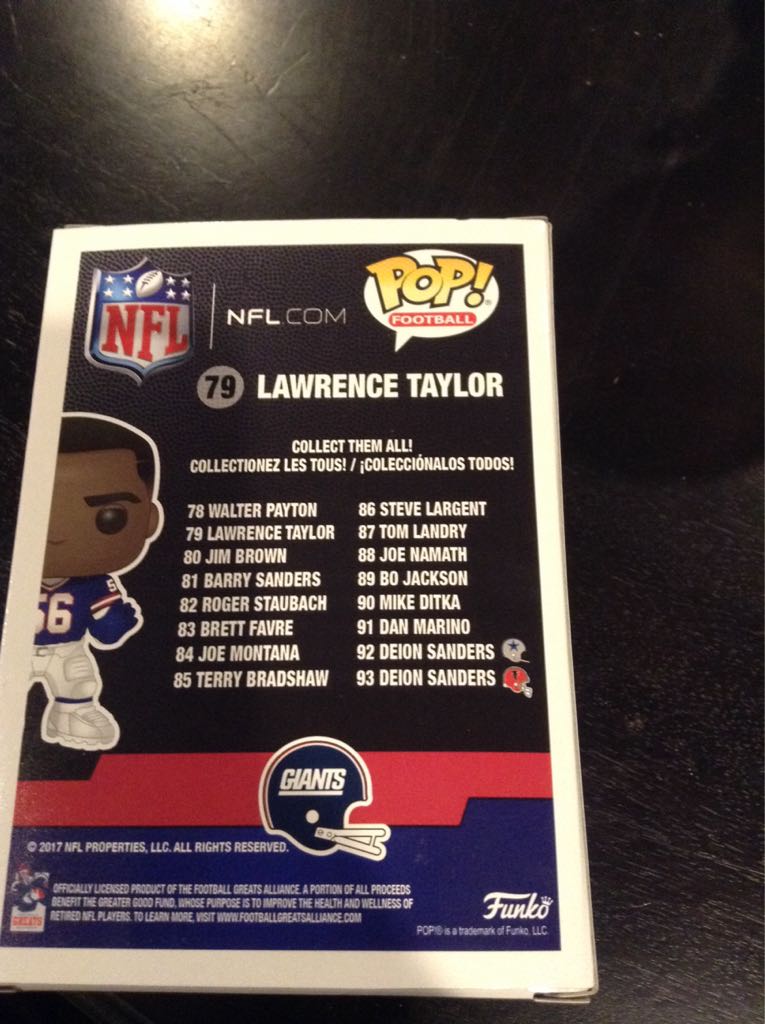 NFL
NFL.COM
POP!
FOOTBALL
79 LAWRENCE TAYLOR
COLLECT THEM ALL!
COLLECTIONEZ LES TOUS! / ¡COLECCIÓNALOS TODOS!
78 WALTER PAYTON
79 LAWRENCE TAYLOR
80 JIM BROWN
81 BARRY SANDERS
82 ROGER STAUBACH
83 BRETT FAVRE
84 JOE MONTANA
85 TERRY BRADSHAW
86 STEVE LARGENT
87 TOM LANDRY
88 JOE NAMATH
89 BO JACKSON
90 MIKE DITKA
91 DAN MARINO
92 DEION SANDERS
93 DEION SANDERS
5
56
GIANTS
© 2017 NFL PROPERTIES, LLC. ALL RIGHTS RESERVED.
GREATS
OFFICIALLY LICENSED PRODUCT OF THE FOOTBALL GREATS ALLIANCE. A PORTION OF ALL PROCEEDS
BENEFIT THE GREATER GOOD FUND, WHOSE PURPOSE IS TO IMPROVE THE HEALTH AND WELLNESS OF
RETIRED NFL PLAYERS. TO LEARN MORE, VISIT WWW.FOOTBALLGREATSALLIANCE.COM
Funko
POP!® is a trademark of Funko, LLC.